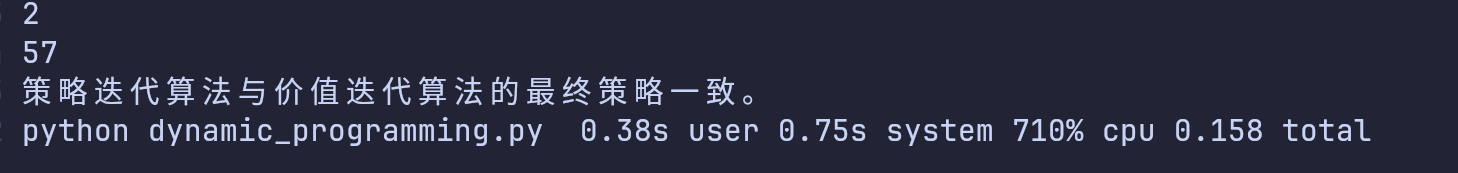 2
57
策略迭代算法与价值迭代算法的最终策略一致。
python dynamic_programming.py  0.38s user 0.75s system 710% cpu 0.158 total